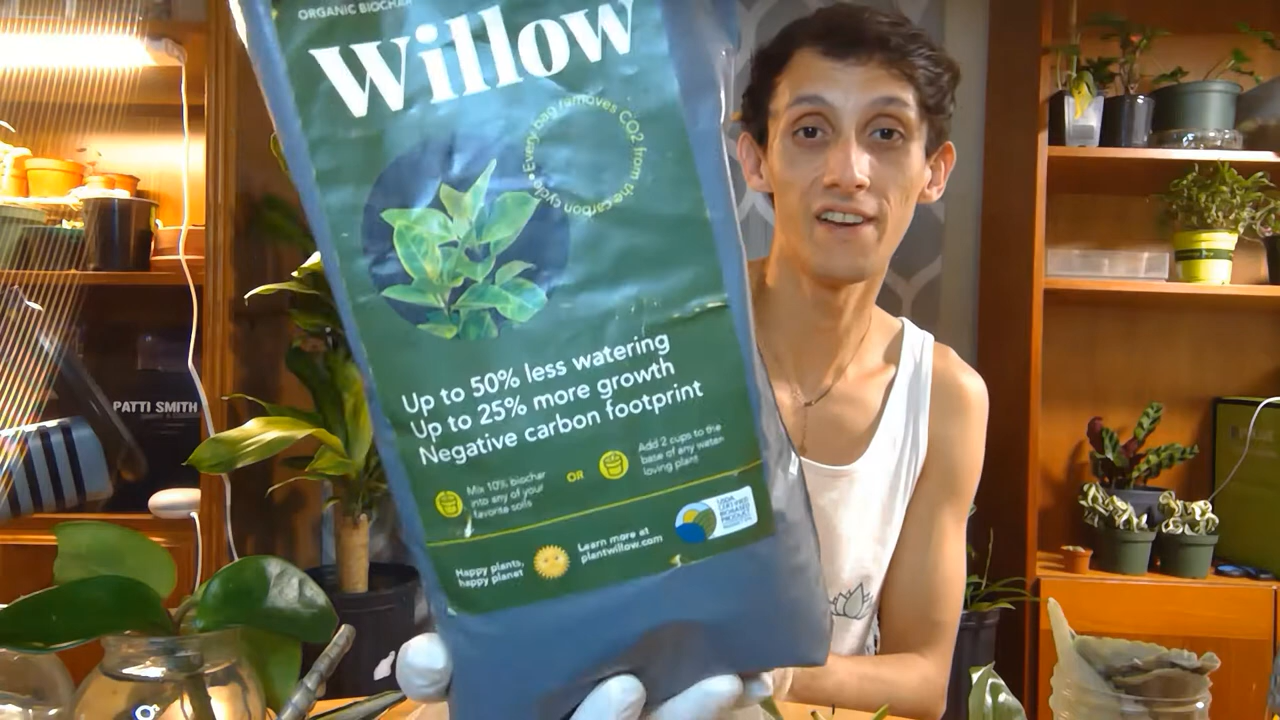 ORGANIC BIOCHAR
Willow
Every bag removes CO2 from the carbon cycle •
Up to 50% less watering
Up to 25% more growth
Negative carbon footprint
Mix 10% biochar
into any of your
favorite soils
OR
Add 2 cups to the
base of any water
loving plant
Happy plants,
happy planet
Learn more at
plantwillow.com
USDA
CERTIFIED
BIOBASED
PRODUCT
PATTI SMITH